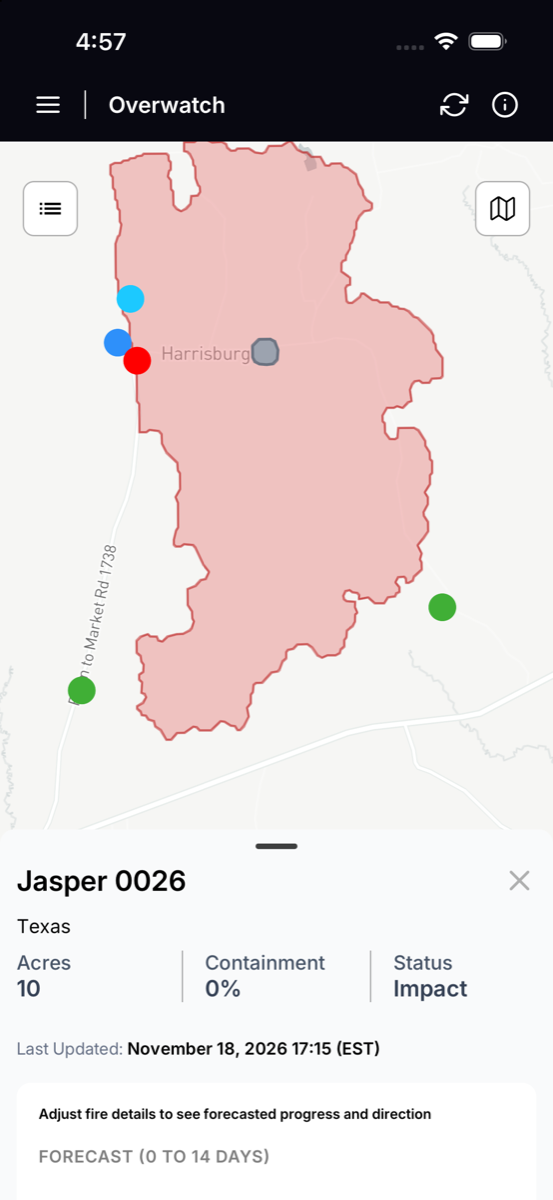 4:57
Overwatch
Harrisburg
to Market Rd 1738
Jasper 0026
Texas
Acres
10
Containment
0%
Status
Impact
Last Updated: November 18, 2026 17:15 (EST)
Adjust fire details to see forecasted progress and direction
FORECAST (0 TO 14 DAYS)